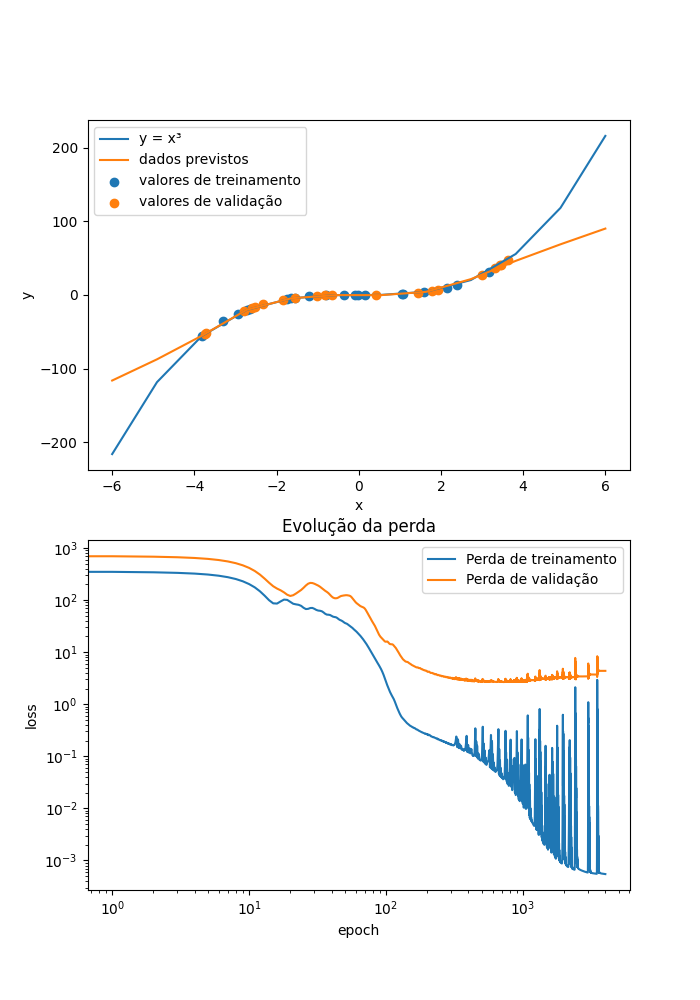 y = x³
dados previstos
valores de treinamento
valores de validação
200
100
0
−100
−200
y
−6 −4 −2 0 2 4 6
x
Evolução da perda
Perda de treinamento
Perda de validação
10³
10²
10¹
10⁰
10⁻¹
10⁻²
10⁻³
loss
10⁰ 10¹ 10² 10³
epoch